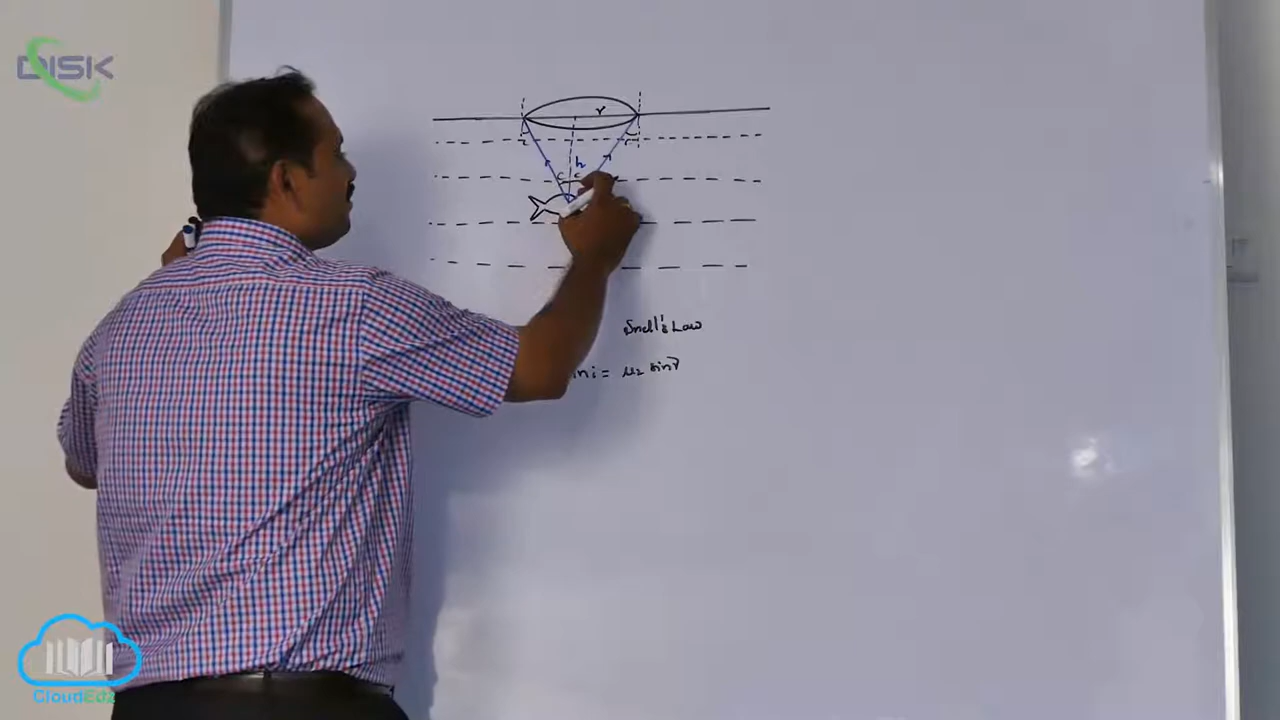 DISK
r
h
c c
Snell's Law
n i = μ2 sin r
CloudEdz